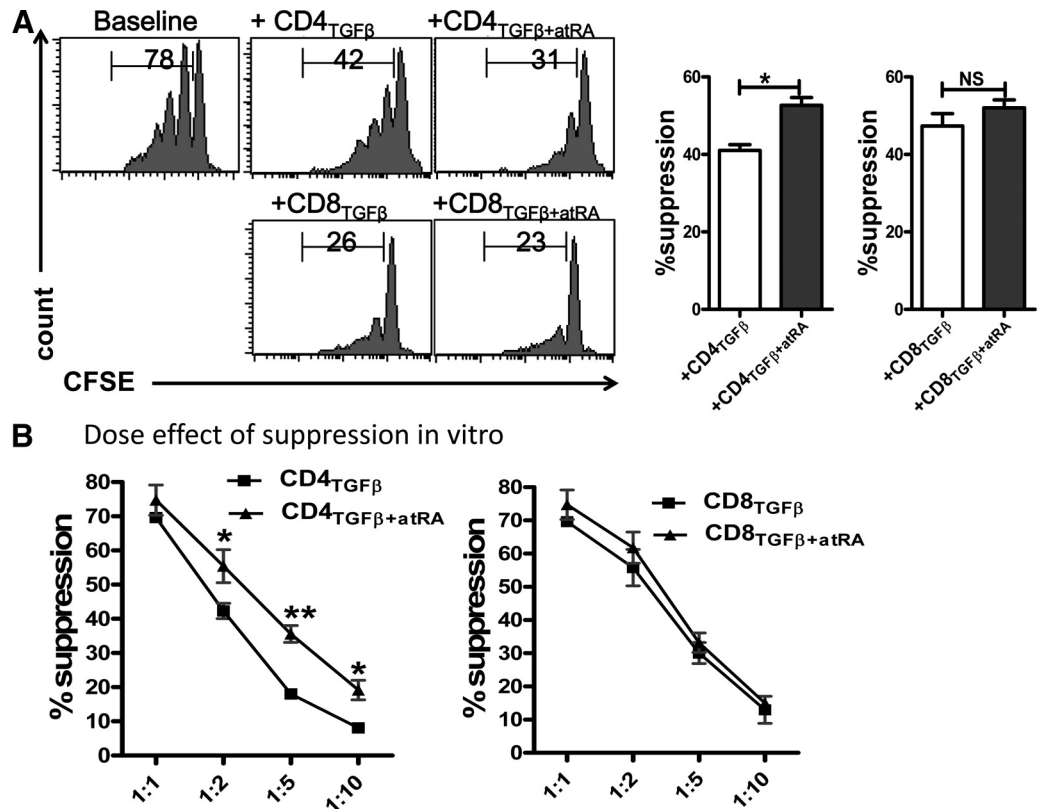 A
Baseline
+ CD4TGFβ
+CD4TGFβ+atRA
78
42
31
+CD8TGFβ
+CD8TGFβ+atRA
26
23
count
CFSE
%suppression
60
40
20
0
*
+CD4TGFβ
+CD4TGFβ+atRA
%suppression
60
40
20
0
NS
+CD8TGFβ
+CD8TGFβ+atRA
B
Dose effect of suppression in vitro
% suppression
80
70
60
50
40
30
20
10
0
CD4TGFβ
CD4TGFβ+atRA
*
**
*
1:1
1:2
1:5
1:10
% suppression
80
70
60
50
40
30
20
10
0
CD8TGFβ
CD8TGFβ+atRA
1:1
1:2
1:5
1:10